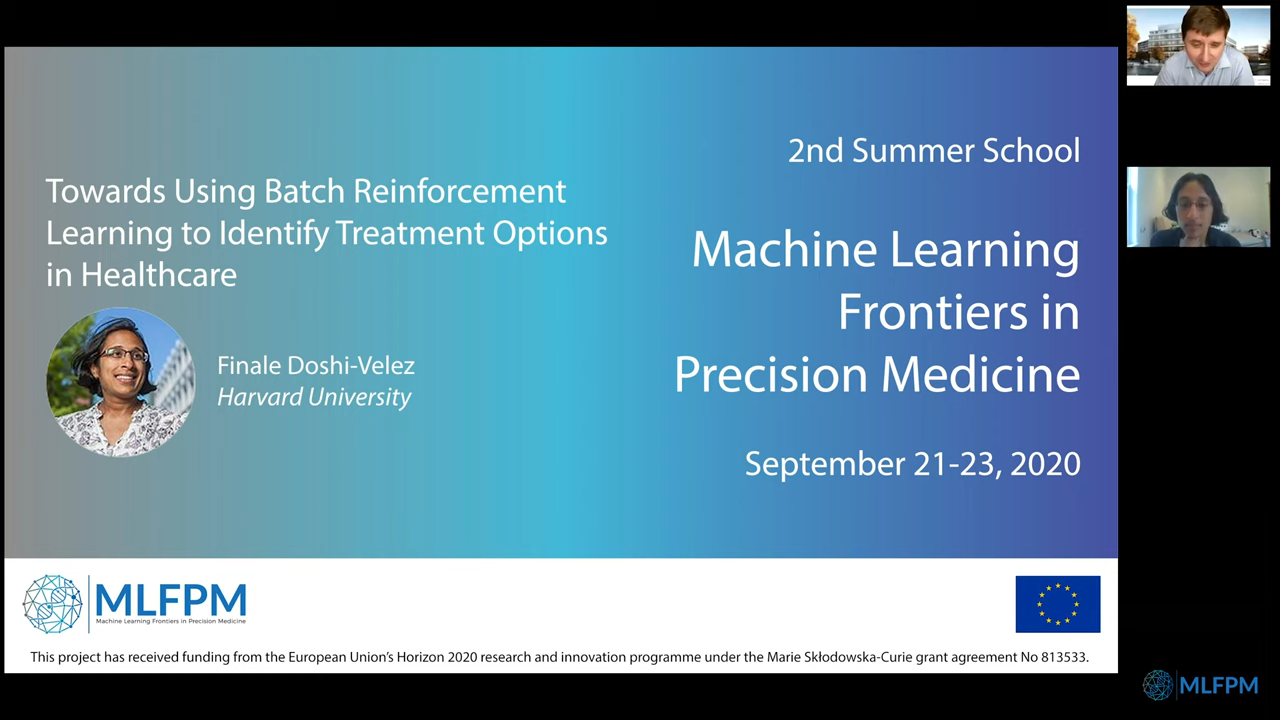 Towards Using Batch Reinforcement
Learning to Identify Treatment Options
in Healthcare
Finale Doshi-Velez
Harvard University
2nd Summer School
Machine Learning
Frontiers in
Precision Medicine
September 21-23, 2020
MLFPM
Machine Learning Frontiers in Precision Medicine
This project has received funding from the European Union's Horizon 2020 research and innovation programme under the Marie Skłodowska-Curie grant agreement No 813533.
MLFPM